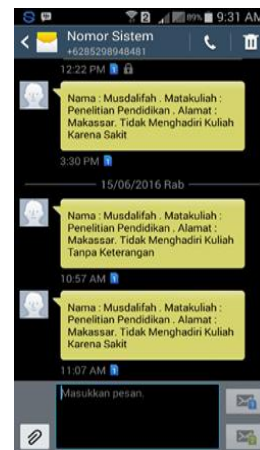 89% 9:31 AM
Nomor Sistem
+6285298948481
12:22 PM
Nama : Musdalifah . Matakuliah :
Penelitian Pendidikan . Alamat :
Makassar. Tidak Menghadiri Kuliah
Karena Sakit
3:30 PM
15/06/2016 Rab
Nama : Musdalifah . Matakuliah :
Penelitian Pendidikan . Alamat :
Makassar. Tidak Menghadiri Kuliah
Tanpa Keterangan
10:57 AM
Nama : Musdalifah . Matakuliah :
Penelitian Pendidikan . Alamat :
Makassar. Tidak Menghadiri Kuliah
Karena Sakit
11:07 AM
Masukkan pesan.